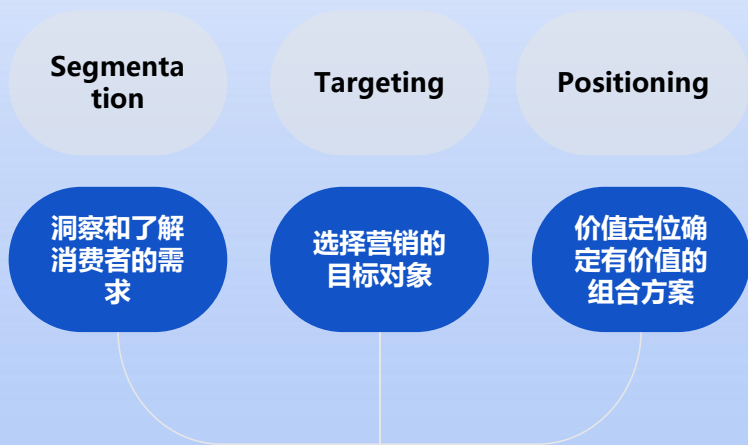 Segmenta
tion
Targeting
Positioning
洞察和了解
消费者的需
求
选择营销的
目标对象
价值定位确
定有价值的
组合方案